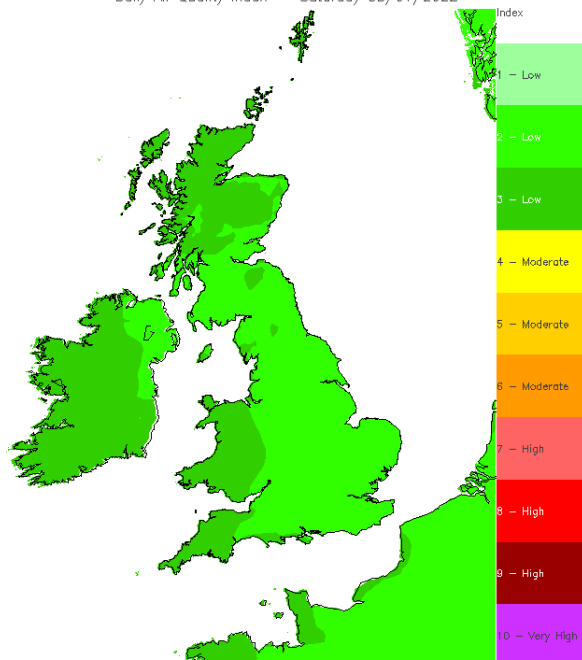 Index
1 - Low
2 - Low
3 - Low
4 - Moderate
5 - Moderate
6 - Moderate
7 - High
8 - High
9 - High
10 - Very High